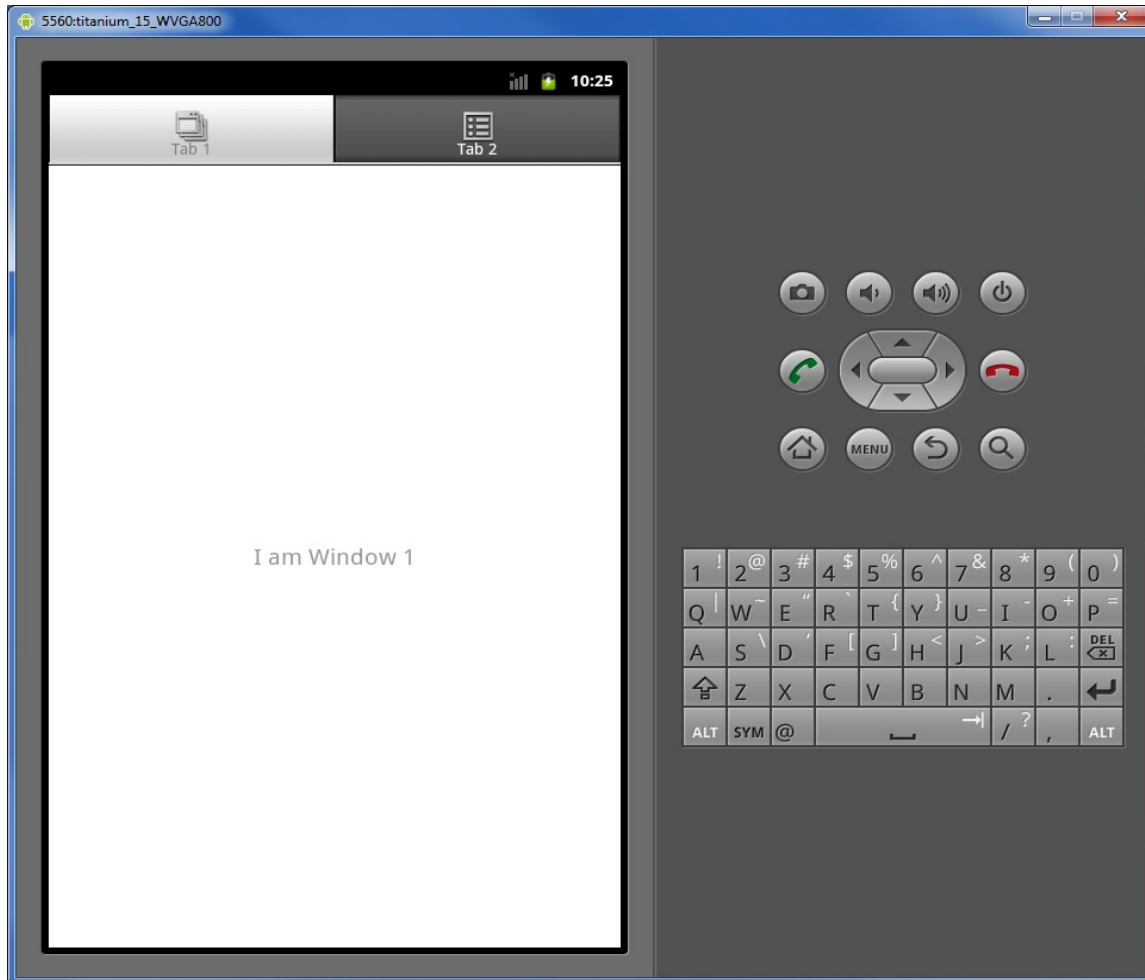 5560:titanium_15_WVGA800
10:25
Tab 1
Tab 2
I am Window 1
MENU
1 ! 2 @ 3 # 4 $ 5 % 6 ^ 7 & 8 * 9 ( 0 )
Q | W ~ E “ R ` T { Y } U _ I - O + P =
A S \ D ‘ F [ G ] H < J > K ; L : DEL
Z X C V B N M .
ALT SYM @ / ? , ALT